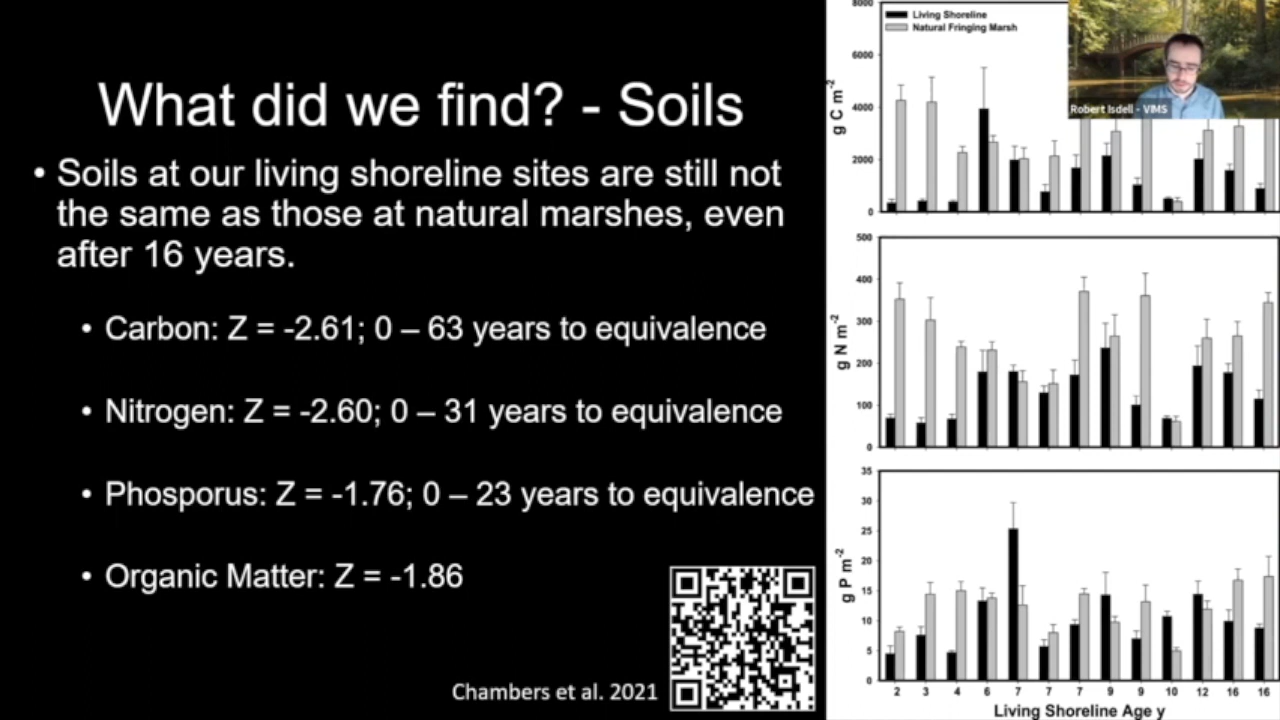 What did we find? - Soils
• Soils at our living shoreline sites are still not
the same as those at natural marshes, even
after 16 years.
• Carbon: Z = -2.61; 0 – 63 years to equivalence
• Nitrogen: Z = -2.60; 0 – 31 years to equivalence
• Phosporus: Z = -1.76; 0 – 23 years to equivalence
• Organic Matter: Z = -1.86
Chambers et al. 2021
Living Shoreline
Natural Fringing Marsh
Robert Isdell - VIMS
8000
6000
4000
2000
0
g C m-2
500
400
300
200
100
0
g N m-2
35
30
25
20
15
10
5
0
g P m-2
2 3 4 6 7 7 7 9 9 10 12 16 16
Living Shoreline Age y